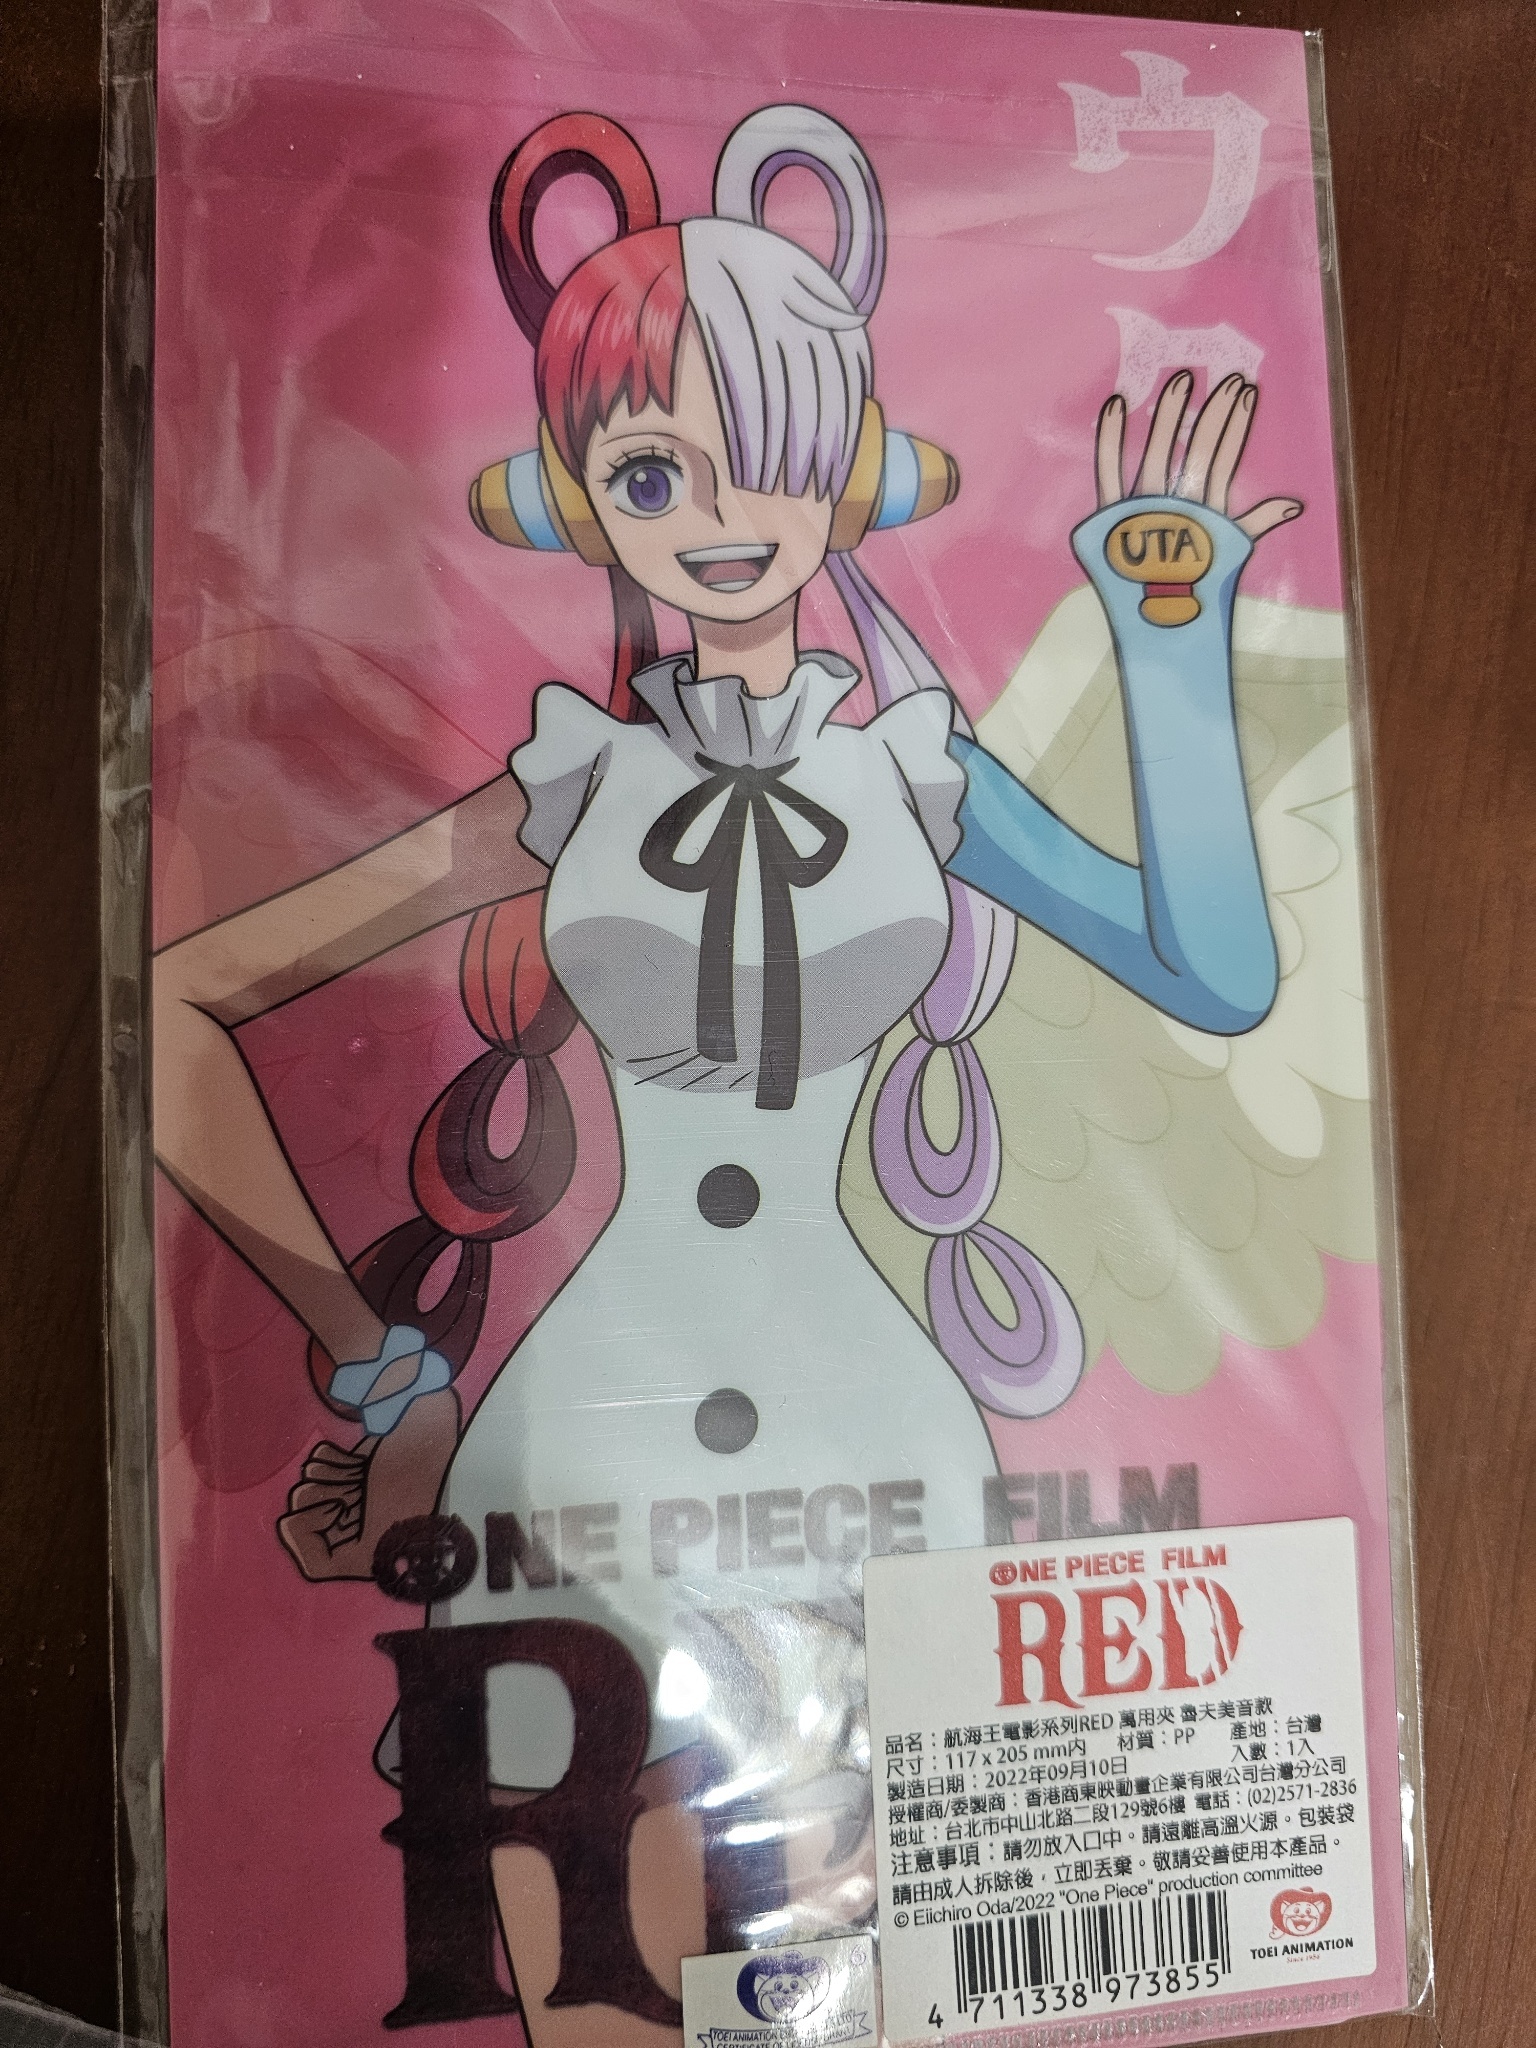 ウタ
UTA
ONE PIECE FILM
R
ONE PIECE FILM
RED
品名：航海王電影系列RED 萬用夾 魯夫美音款
尺寸：117 x 205 mm內 材質：PP 產地：台灣
製造日期：2022年09月10日 入數：1入
授權商/委製商：香港商東映動畫企業有限公司台灣分公司
地址：台北市中山北路二段129號6樓 電話：(02)2571-2836
注意事項：請勿放入口中。請遠離高溫火源。包裝袋
請由成人拆除後，立即丟棄。敬請妥善使用本產品。
© Eiichiro Oda/2022 "One Piece" production committee
TOEI ANIMATION
Since 1956
4 711338 973855
TOEI ANIMATION